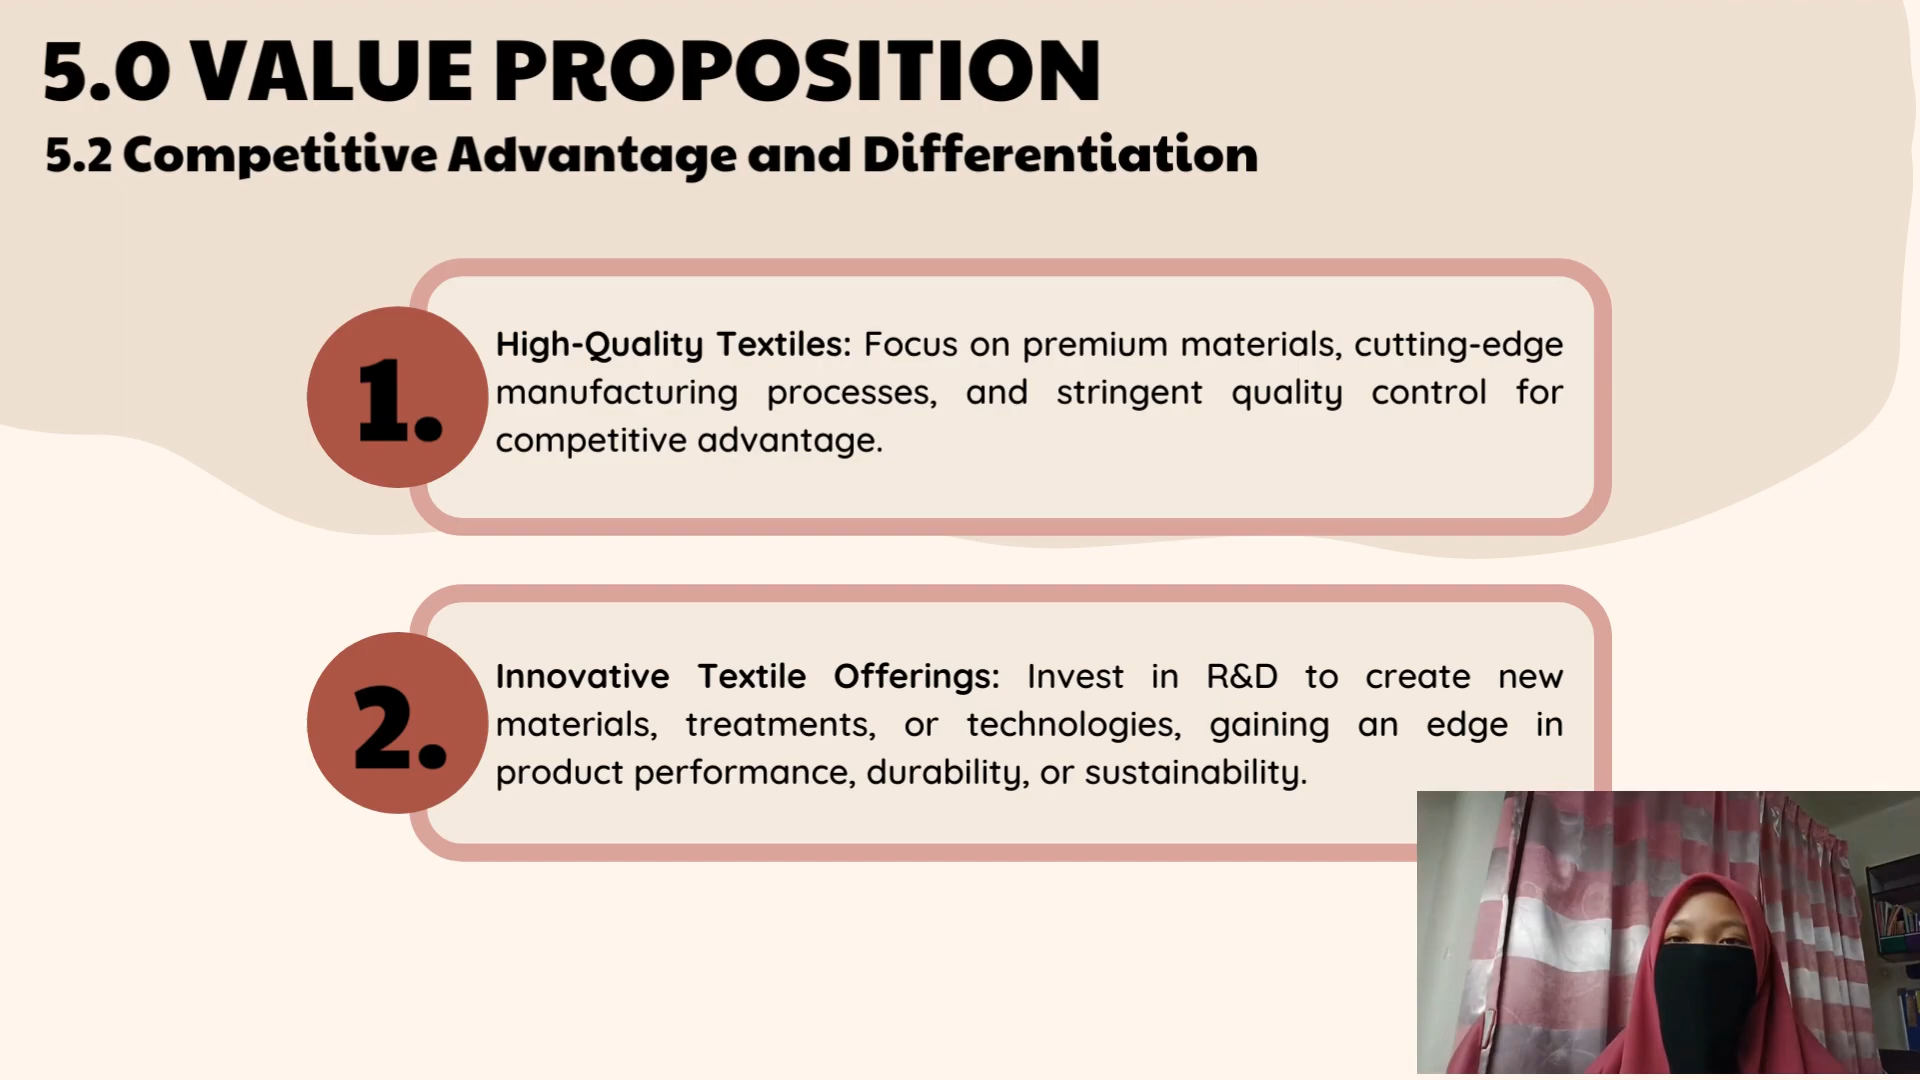 5.0 VALUE PROPOSITION
5.2 Competitive Advantage and Differentiation
1.
High-Quality Textiles: Focus on premium materials, cutting-edge
manufacturing processes, and stringent quality control for
competitive advantage.
2.
Innovative Textile Offerings: Invest in R&D to create new
materials, treatments, or technologies, gaining an edge in
product performance, durability, or sustainability.